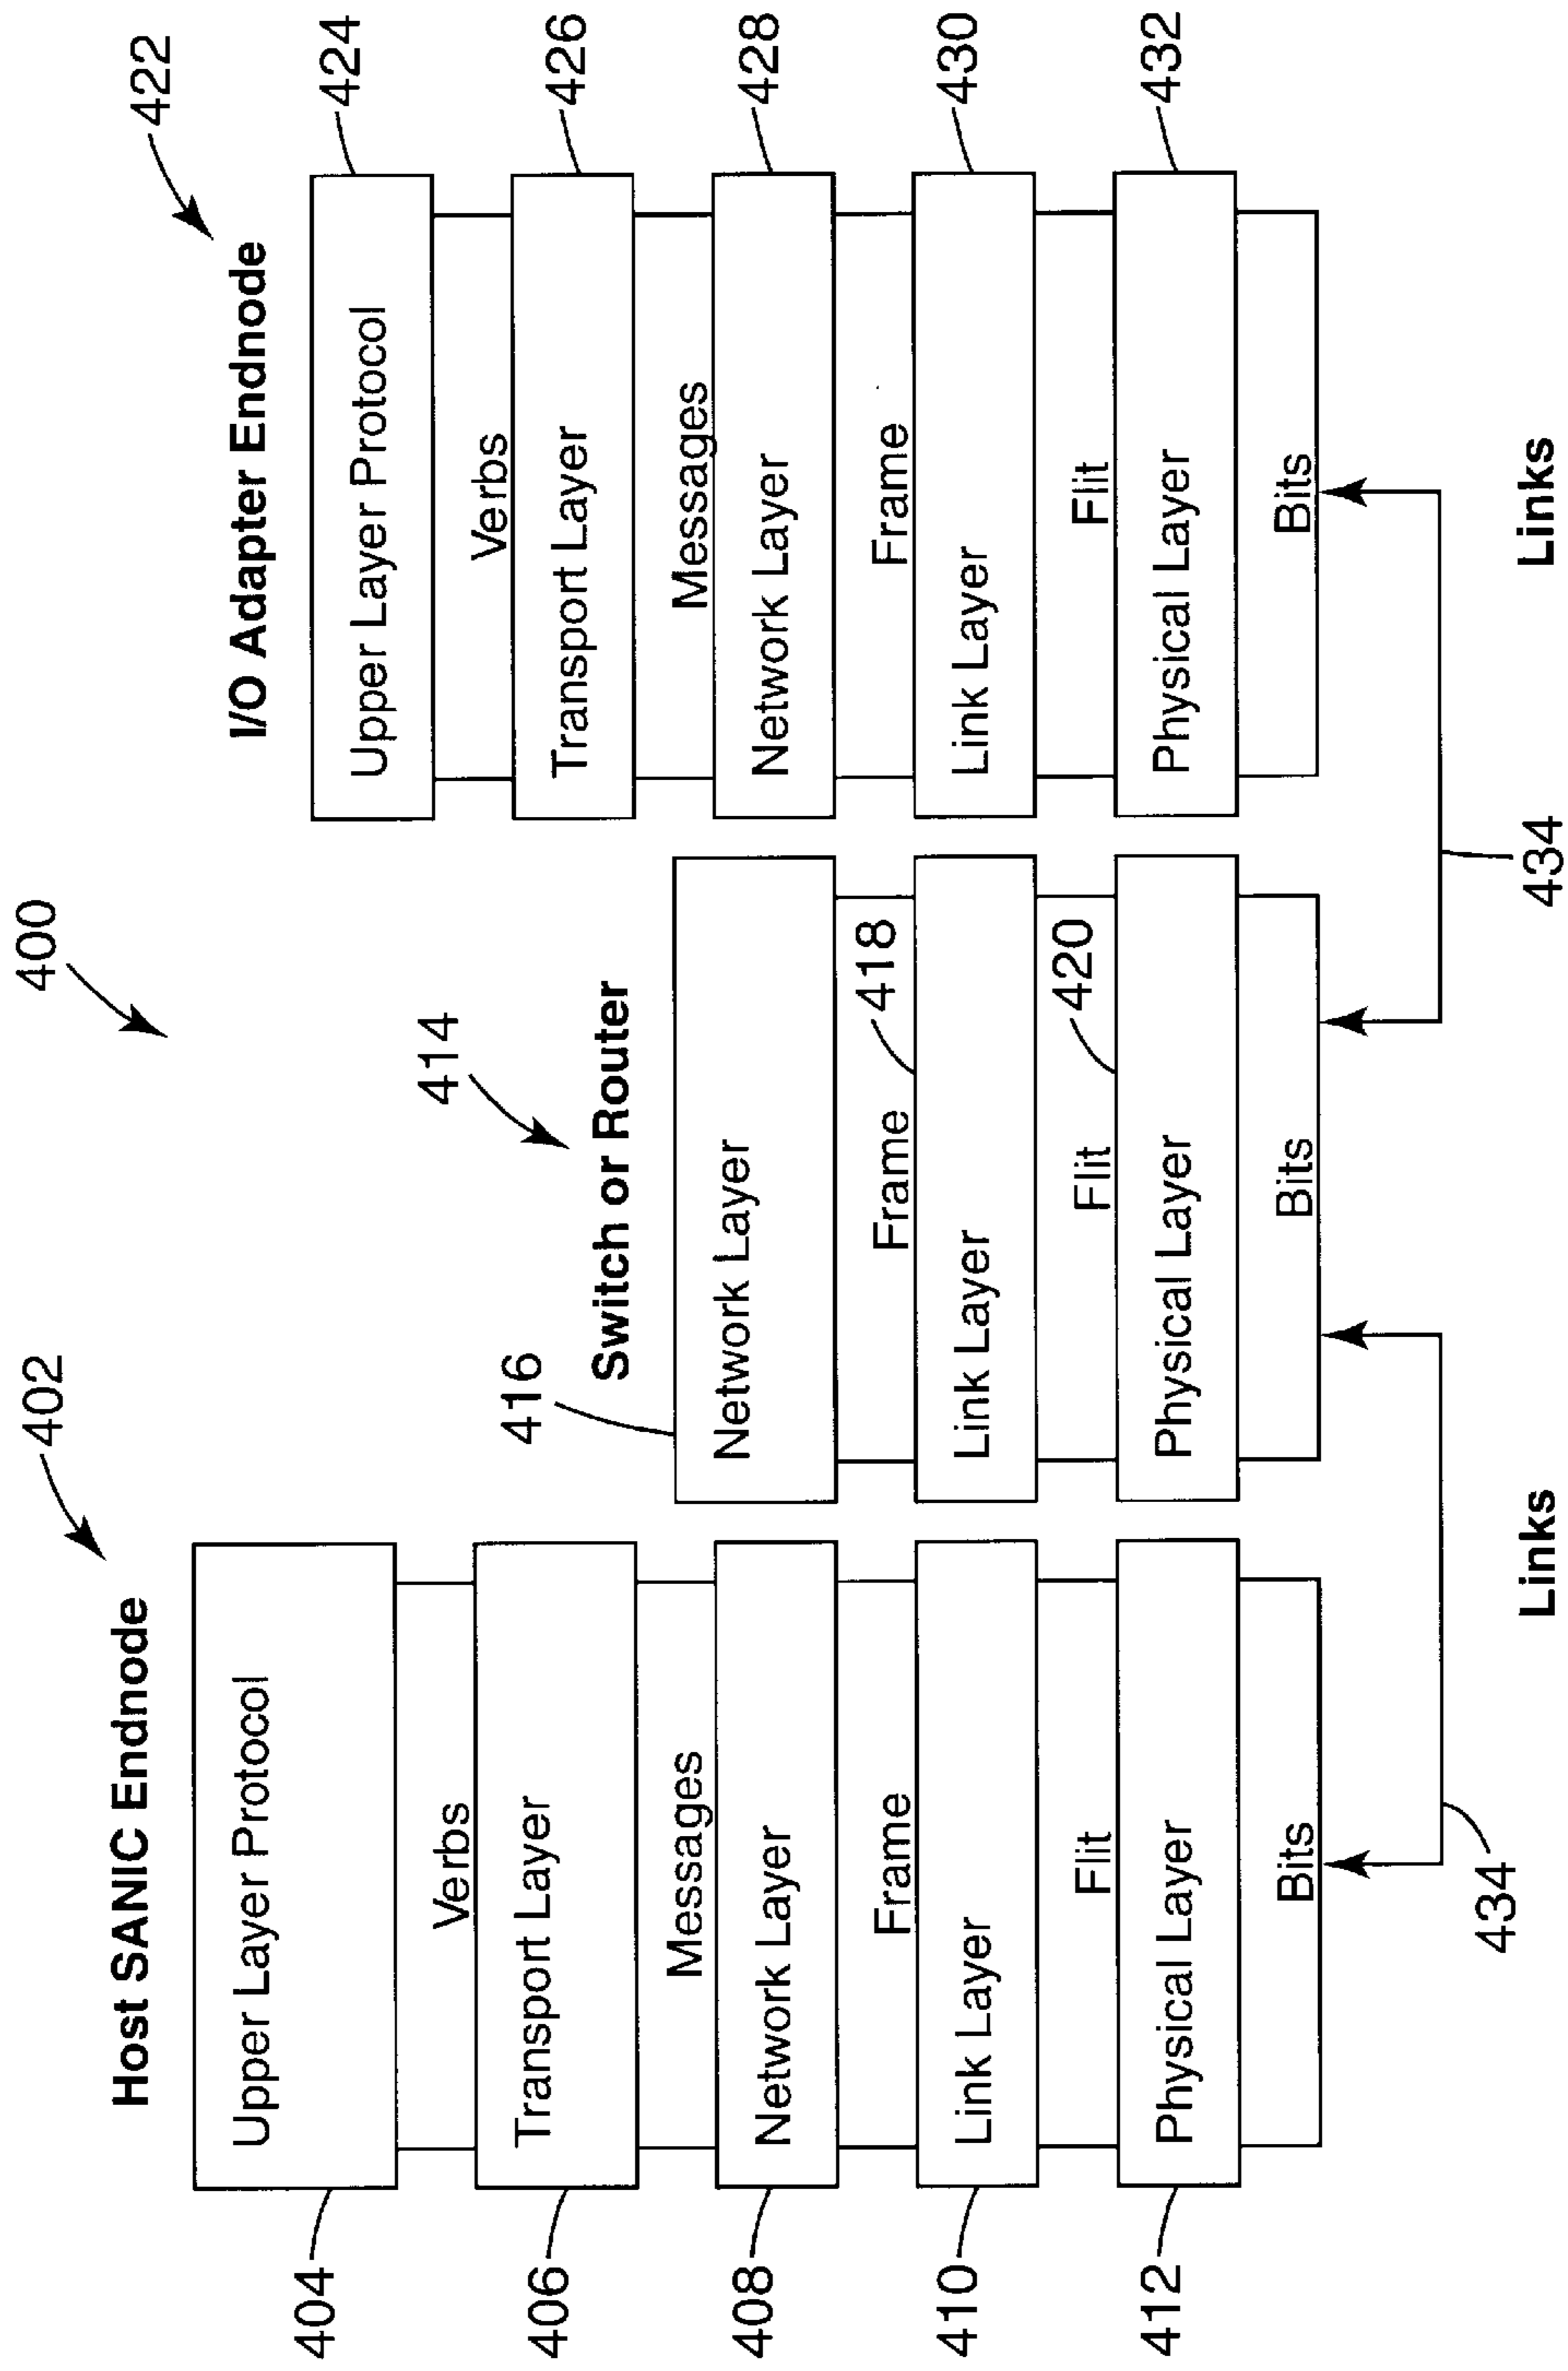 400
402
Host SANIC Endnode
404
Upper Layer Protocol
Verbs
406
Transport Layer
Messages
408
Network Layer
Frame
410
Link Layer
Flit
412
Physical Layer
Bits
414
Switch or Router
416
Network Layer
Frame
418
Link Layer
Flit
420
Physical Layer
Bits
422
I/O Adapter Endnode
424
Upper Layer Protocol
Verbs
426
Transport Layer
Messages
428
Network Layer
Frame
430
Link Layer
Flit
432
Physical Layer
Bits
434
Links
434
Links